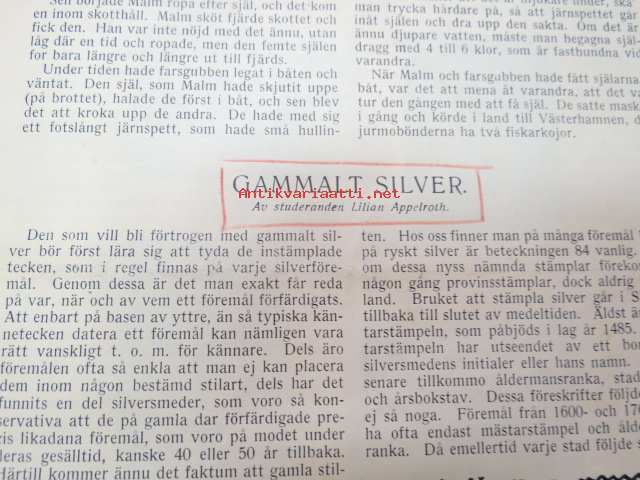 Sen började Malm ropa efter själ, och det kom
en inom skotthåll. Malm sköt fjärde skottet och
fick den. Han var inte nöjd med det ännu, utan
låg där en tid och ropade, men den femte själen
för bara längre och längre ut till fjärds.
Under tiden hade farsgubben legat i båten och
väntat. Den själ, som Malm hade skjutit uppe
(på brottet), halade de först i båt, och sen blev
det att kroka upp de andra. De hade med sig
ett fotslångt järnspett, som hade små hullin-
man trycka hårdare på, så att järnspettet går
inåt själen och dra upp den sakta. Om det är
ännu djupare vatten, måste man begagna själ-
dragg med 4 till 6 klor, som är fastbundna vid
varandra.
När Malm och farsgubben hade fått själarna
båt, var det att mena åt varandra, att det va
tur den gången med att få själ. De satte mask
i gång och körde i land till Västerhamnen, d
jurmobönderna ha två fiskarkojor.
GAMMALT SILVER.
Antikvariaatti.net
Av studeranden Lilian Appelroth.
Den som vill bli förtrogen med gammalt sil-
ver bör först lära sig att tyda de instämplade
tecken, som i regel finnas på varje silverföre-
mål. Genom dessa är det man exakt får reda
på var, när och av vem ett föremål förfärdigats.
Att enbart på basen av yttre, än så typiska kän-
netecken datera ett föremål kan nämligen vara
rätt vanskligt t. o. m. för kännare. Dels äro
föremålen ofta så enkla att man ej kan placera
dem inom någon bestämd stilart, dels har det
funnits en del silversmeder, som voro så kon-
servativa att de på gamla dar förfärdigade pre-
cis likadana föremål, som voro på modet under
deras gesälltid, kanske 40 eller 50 år tillbaka.
Härtill kommer ännu det faktum att gamla stil-
ten. Hos oss finner man på många föremål
på ryskt silver är beteckningen 84 vanlig.
om dessa nyss nämnda stämplar förekom
någon gång provinsstämplar, dock aldrig
land. Bruket att stämpla silver går i S
tillbaka till slutet av medeltiden. Äldst är
tarstämpeln, som påbjöds i lag år 1485.
tarstämpeln har utseendet av ett bor
silversmedens initialer eller hans namn.
senare tillkommo åldermansranka, stad
och årsbokstav. Dessa föreskrifter följde
ej så noga. Föremål från 1600- och 170
ha ofta endast mästarstämpel och ålde
ranka. Då emellertid varje stad följde s